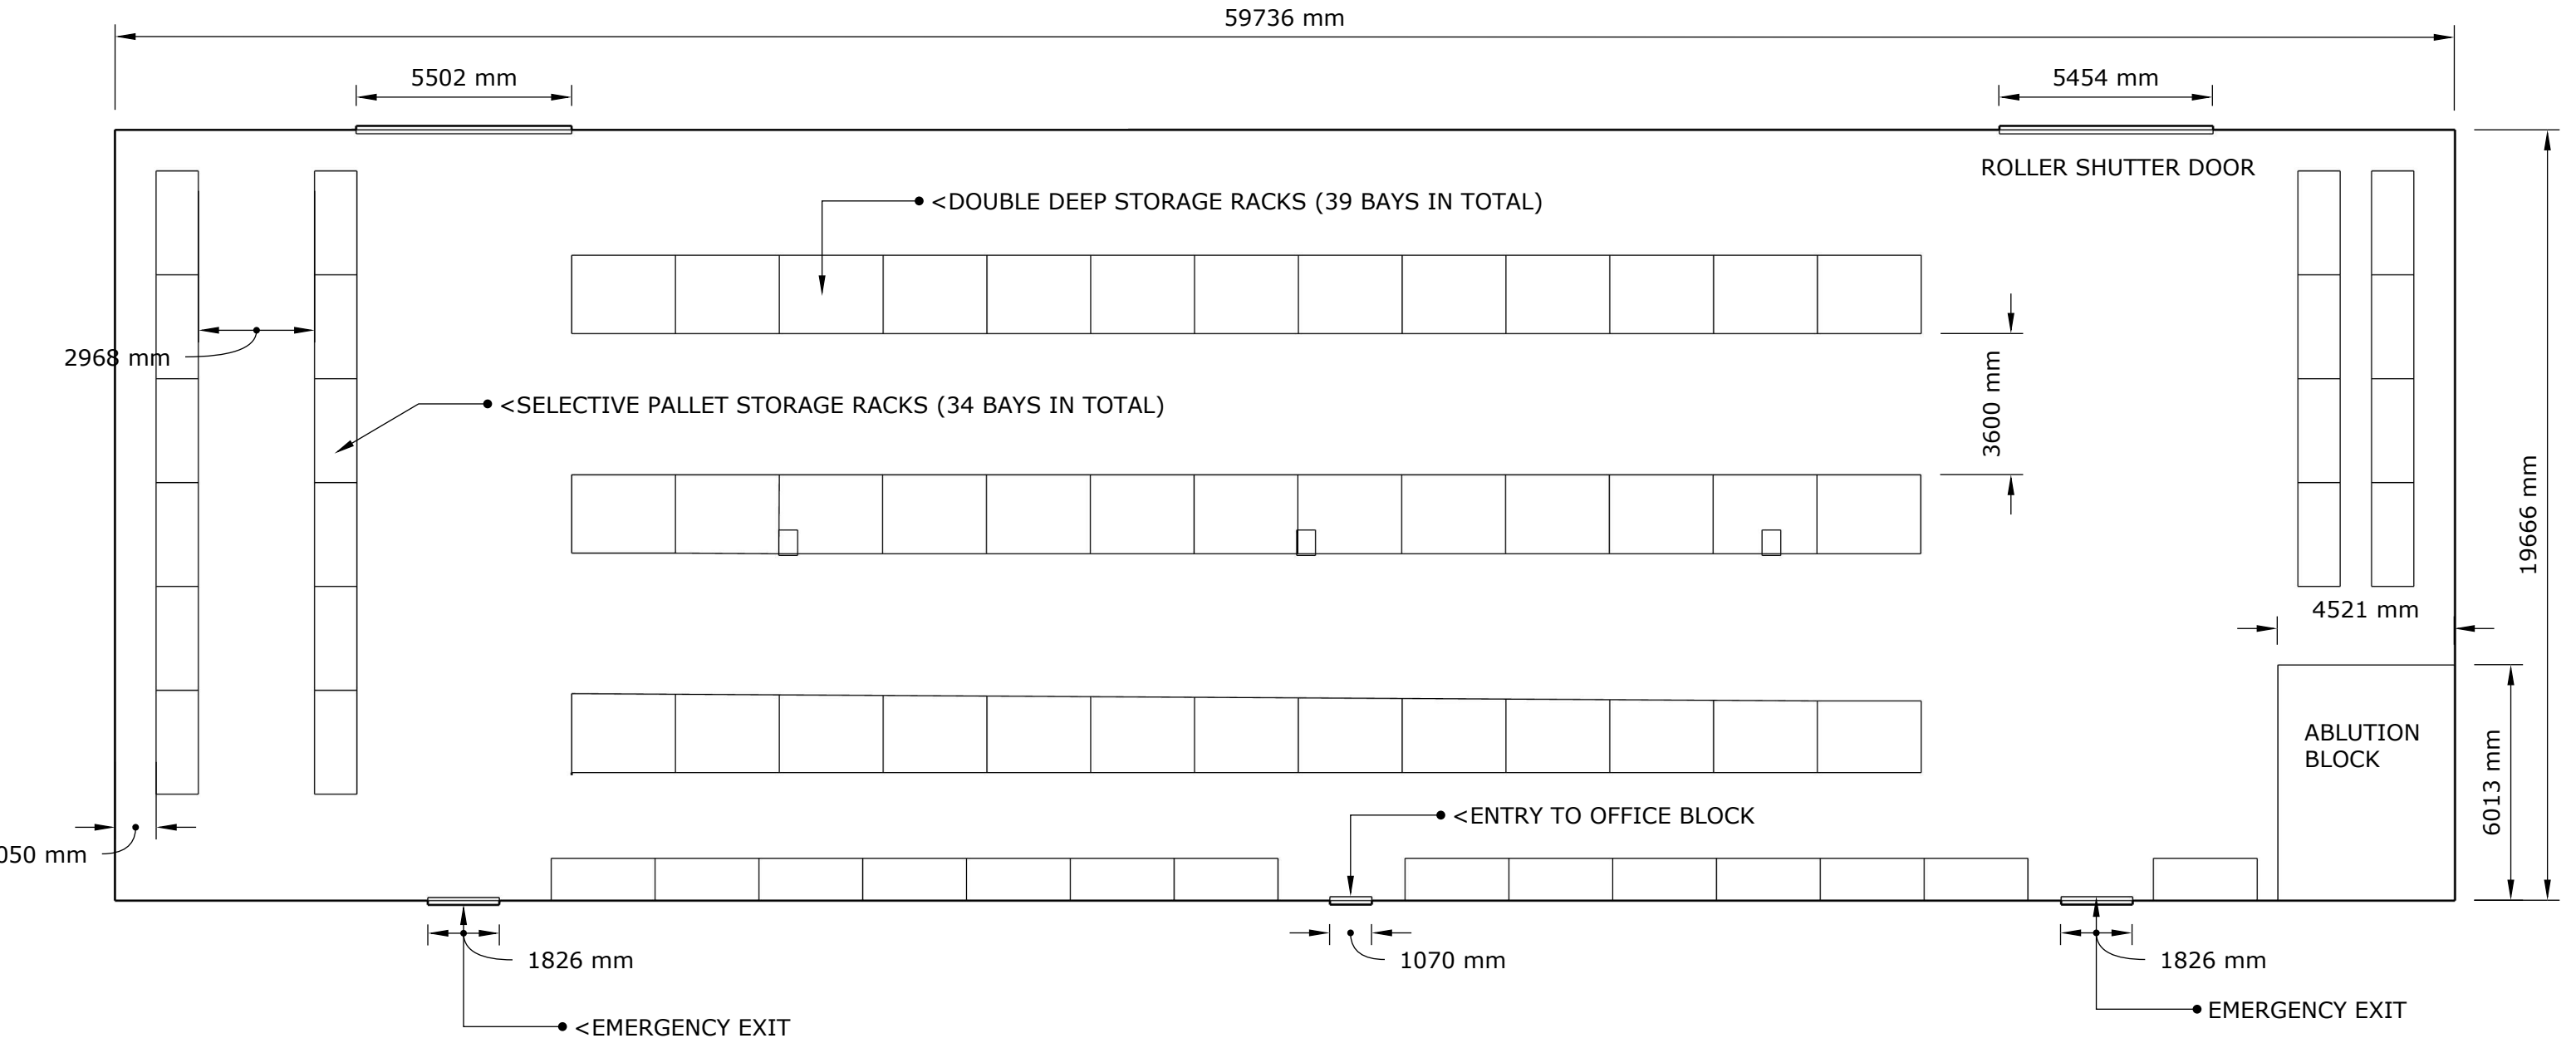 59736 mm
5502 mm
5454 mm
ROLLER SHUTTER DOOR
<DOUBLE DEEP STORAGE RACKS (39 BAYS IN TOTAL)
2968 mm
3600 mm
<SELECTIVE PALLET STORAGE RACKS (34 BAYS IN TOTAL)
19666 mm
4521 mm
ABLUTION
BLOCK
6013 mm
<ENTRY TO OFFICE BLOCK
050 mm
1826 mm
1070 mm
1826 mm
EMERGENCY EXIT
<EMERGENCY EXIT